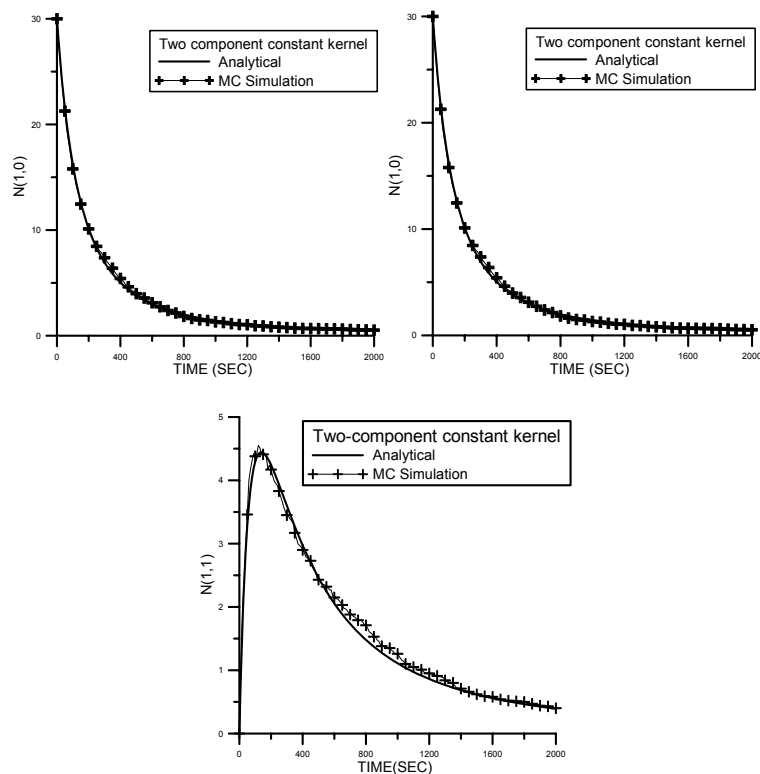 30
20
10
0
N(1,0)
Two component constant kernel
Analytical
MC Simulation
0 400 800 1200 1600 2000
TIME (SEC)
30
20
10
0
N(1,0)
Two component constant kernel
Analytical
MC Simulation
0 400 800 1200 1600 2000
TIME (SEC)
5
4
3
2
1
0
N(1,1)
Two-component constant kernel
Analytical
MC Simulation
0 400 800 1200 1600 2000
TIME(SEC)